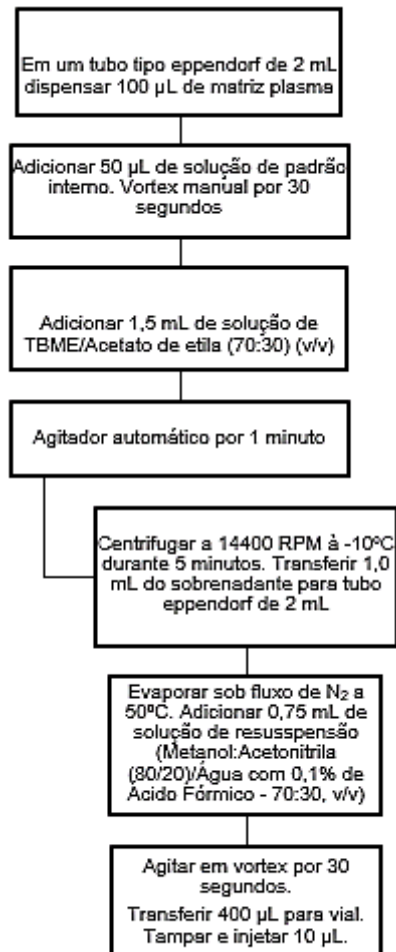 Em um tubo tipo eppendorf de 2 mL
dispensar 100 µL de matriz plasma
Adicionar 50 µL de solução de padrão
interno. Vortex manual por 30
segundos
Adicionar 1,5 mL de solução de
TBME/Acetato de etila (70:30) (v/v)
Agitador automático por 1 minuto
Centrifugar a 14400 RPM à -10ºC
durante 5 minutos. Transferir 1,0
mL do sobrenadante para tubo
eppendorf de 2 mL
Evaporar sob fluxo de N₂ a
50ºC. Adicionar 0,75 mL de
solução de resusspensão
(Metanol:Acetonitrila
(80/20)/Água com 0,1% de
Ácido Fórmico - 70:30, v/v)
Agitar em vortex por 30
segundos.
Transferir 400 µL para vial.
Tampar e injetar 10 µL.